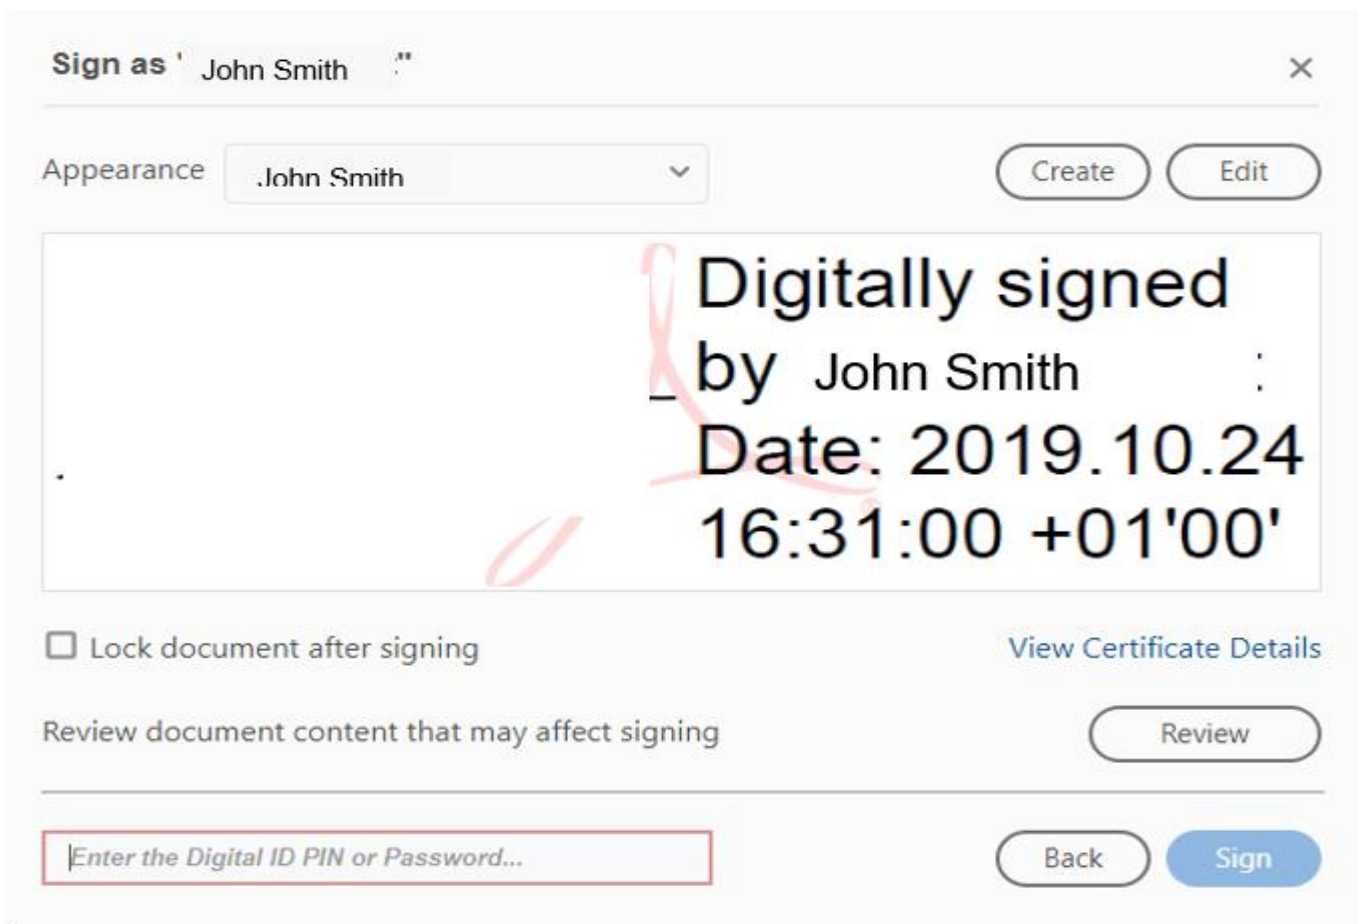 Sign as ' John Smith :"
Appearance John Smith Create Edit
Digitally signed
by John Smith :
Date: 2019.10.24
16:31:00 +01'00'
Lock document after signing View Certificate Details
Review document content that may affect signing Review
Enter the Digital ID PIN or Password... Back Sign